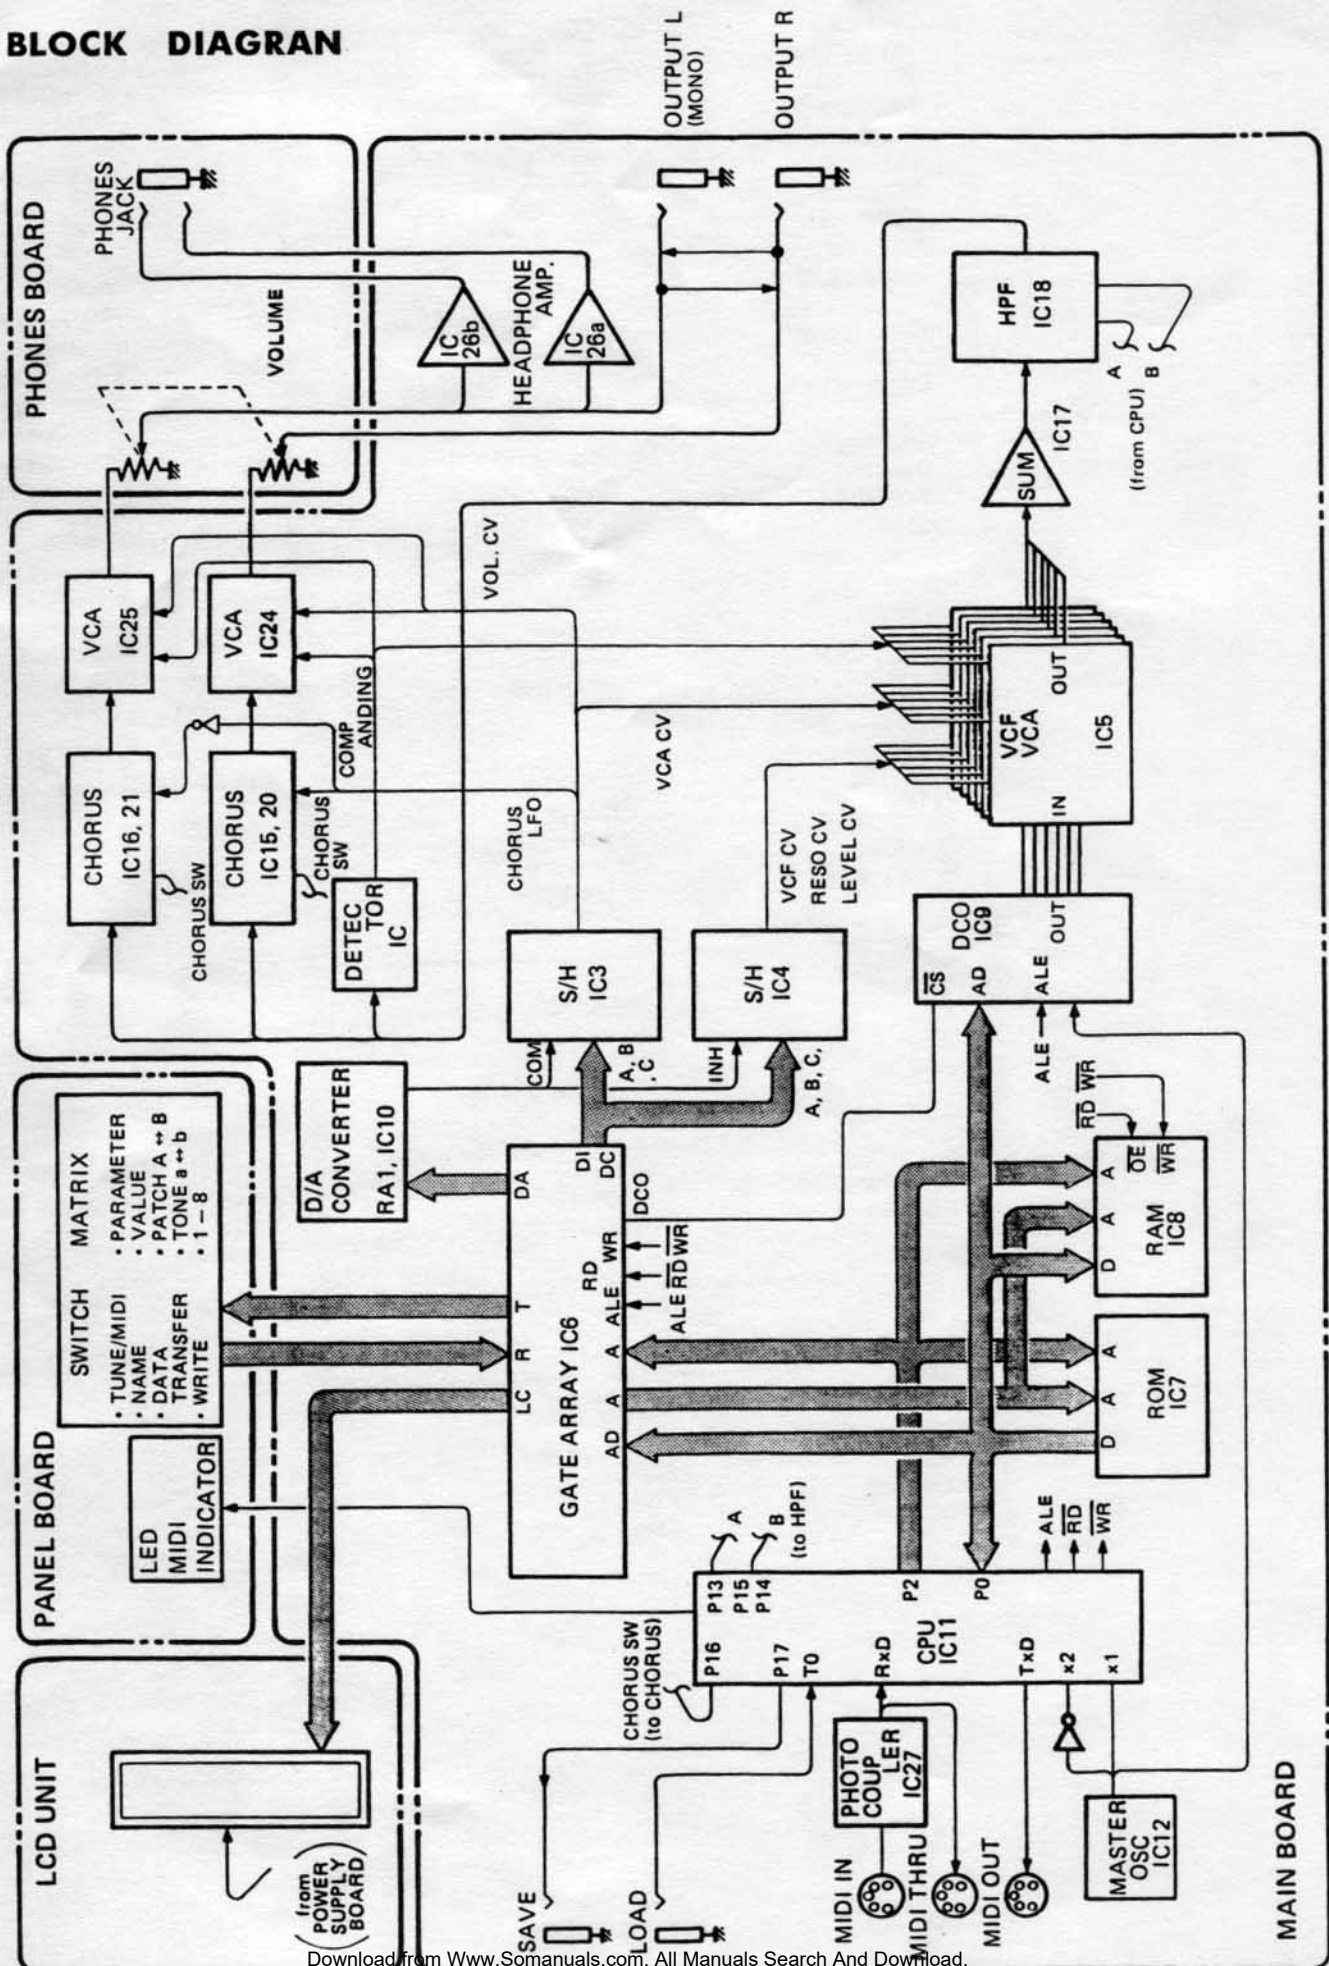 BLOCK DIAGRAN
OUTPUT L
(MONO)
OUTPUT R
PHONES BOARD
PHONES
JACK
VOLUME
IC
26b
IC
26a
HEADPHONE
AMP.
HPF
IC18
A
B
(from CPU)
SUM
IC17
VCA
IC25
VCA
IC24
VOL. CV
CHORUS
IC16, 21
CHORUS SW
CHORUS
IC15, 20
CHORUS
SW
COMP
ANDING
DETEC
TOR
IC
CHORUS
LFO
VCA CV
VCF CV
RESO CV
LEVEL CV
VCF
VCA
IN
OUT
IC5
S/H
IC3
S/H
IC4
COM
A, B
, C
INH
A, B, C,
DCO
IC9
CS
AD
ALE
OUT
ALE
D/A
CONVERTER
RA1, IC10
PANEL BOARD
SWITCH MATRIX
• TUNE/MIDI
• NAME
• DATA
TRANSFER
• WRITE
• PARAMETER
• VALUE
• PATCH A ↔ B
• TONE a ↔ b
• 1 – 8
LED
MIDI
INDICATOR
GATE ARRAY IC6
LC
R
T
DA
DI
DC
AD
A
A
ALE
RD
WR
DCO
ALE RD WR
RD WR
OE
WR
RAM
IC8
D
A
A
ROM
IC7
D
A
A
CPU
IC11
P13
P15
P14
A
B
(to HPF)
P2
P0
ALE
RD
WR
P16
P17
T0
RxD
TxD
x2
x1
CHORUS SW
(to CHORUS)
LCD UNIT
(from
POWER
SUPPLY
BOARD)
SAVE
LOAD
PHOTO
COUP
LER
IC27
MIDI IN
MIDI THRU
MIDI OUT
MASTER
OSC
IC12
MAIN BOARD
Download from Www.Somanuals.com. All Manuals Search And Download.